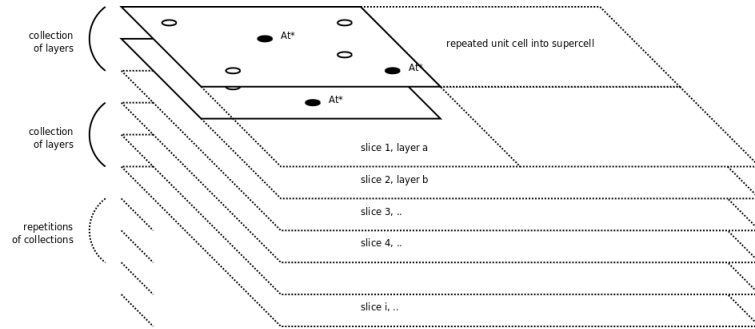 collection
of layers
At*
repeated unit cell into supercell
At*
At*
collection
of layers
slice 1, layer a
slice 2, layer b
slice 3, ..
repetitions
of collections
slice 4, ..
slice i, ..